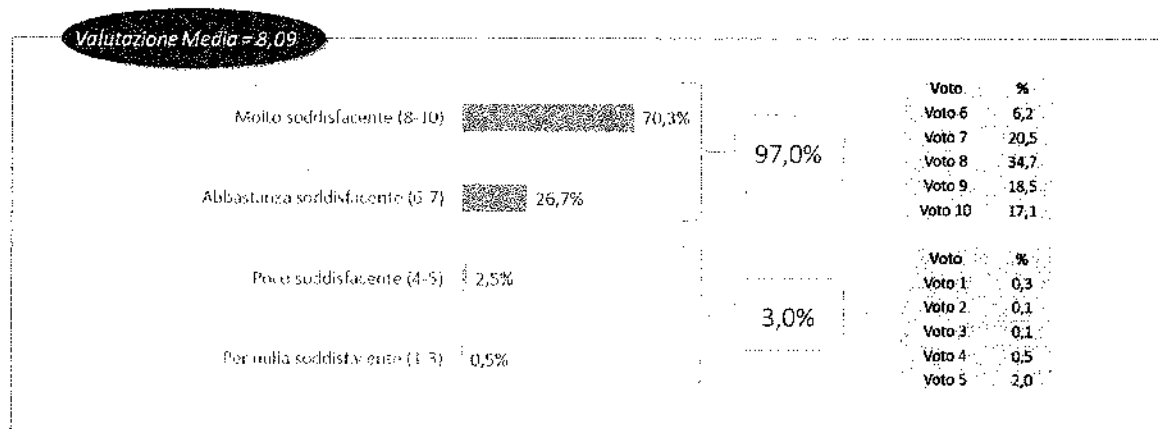 Valutazione Media = 8,09
Molto soddisfacente (8-10) 70,3%
Abbastanza soddisfacente (6-7) 26,7%
Poco soddisfacente (4-5) 2,5%
Per nulla soddisfacente (1-3) 0,5%
97,0%
3,0%
Voto %
Voto 6 6,2
Voto 7 20,5
Voto 8 34,7
Voto 9 18,5
Voto 10 17,1
Voto %
Voto 1 0,3
Voto 2 0,1
Voto 3 0,1
Voto 4 0,5
Voto 5 2,0